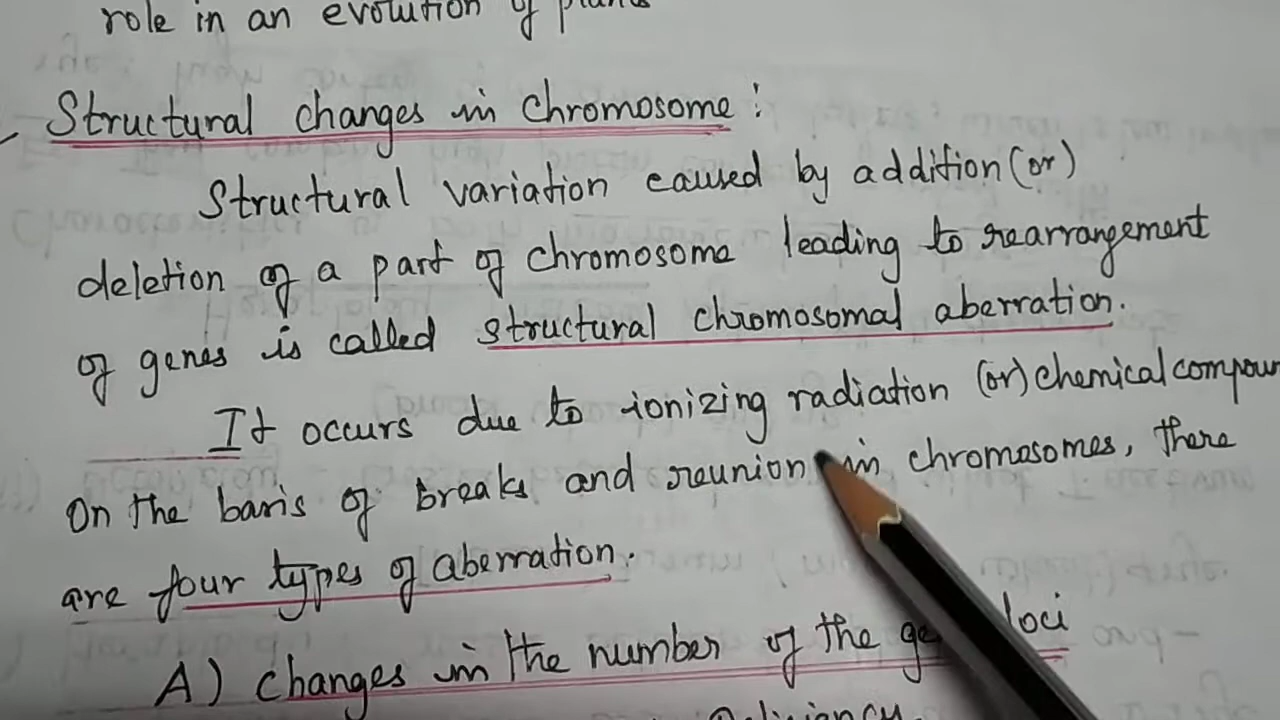 role in an evolution of plants
Structural changes in chromosome:
Structural variation caused by addition (or)
deletion of a part of chromosome leading to rearrangement
of genes is called structural chromosomal aberration.
It occurs due to ionizing radiation (or) chemical compoun
On the basis of breaks and reunion in chromosomes, there
are four types of aberration.
A) changes in the number of the ge loci